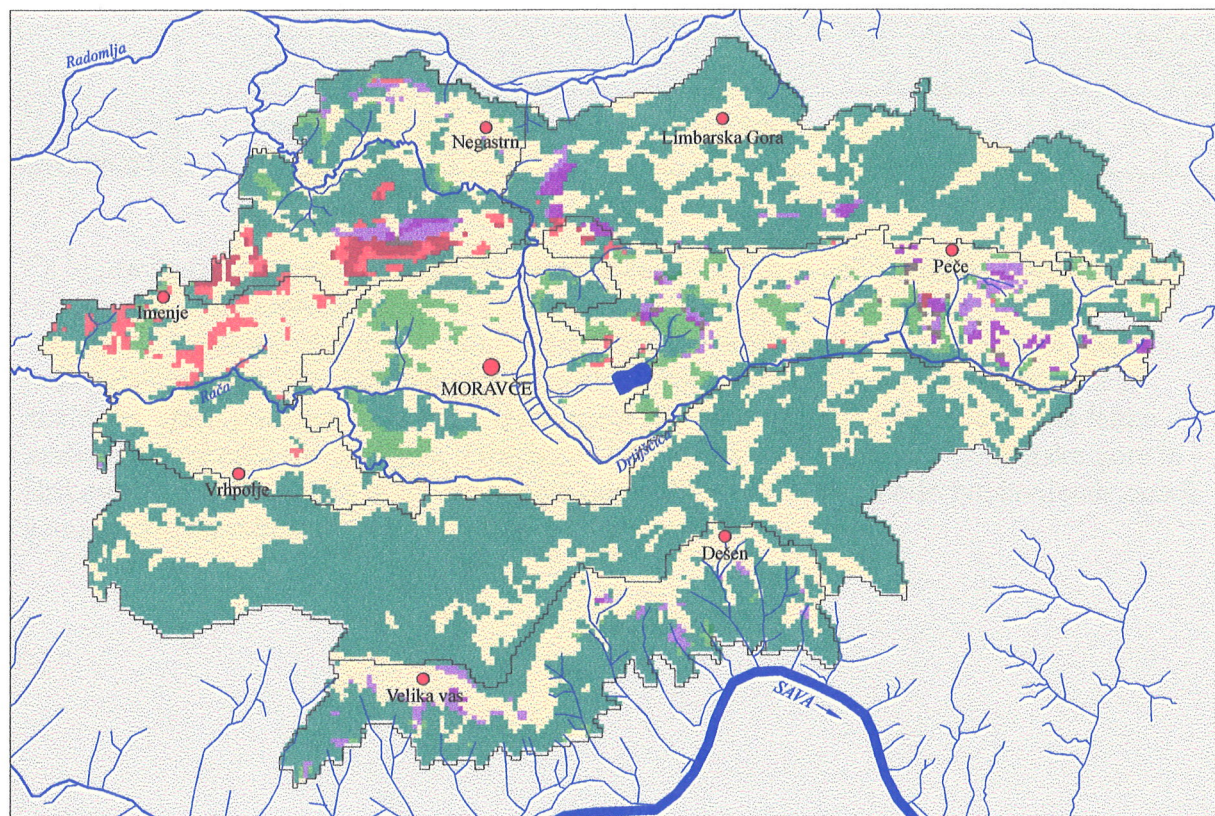 Radomlja
Negastrn
Limbarska Gora
Peče
Imenje
MORAVČE
Rača
Drtijščica
Vrhpolje
Dešen
Velika vas
SAVA